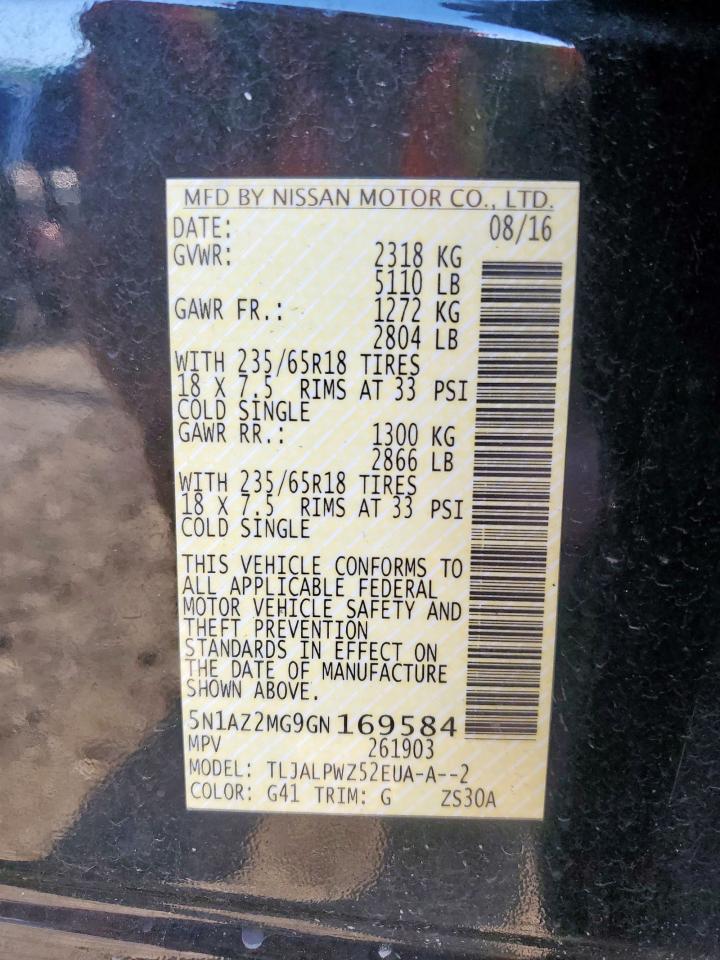 MFD BY NISSAN MOTOR CO., LTD.
DATE: 08/16
GVWR: 2318 KG
5110 LB
GAWR FR.: 1272 KG
2804 LB
WITH 235/65R18 TIRES
18 X 7.5 RIMS AT 33 PSI
COLD SINGLE
GAWR RR.: 1300 KG
2866 LB
WITH 235/65R18 TIRES
18 X 7.5 RIMS AT 33 PSI
COLD SINGLE
THIS VEHICLE CONFORMS TO
ALL APPLICABLE FEDERAL
MOTOR VEHICLE SAFETY AND
THEFT PREVENTION
STANDARDS IN EFFECT ON
THE DATE OF MANUFACTURE
SHOWN ABOVE.
5N1AZ2MG9GN169584
MPV 261903
MODEL: TLJALPWZ52EUA-A--2
COLOR: G41 TRIM: G ZS30A